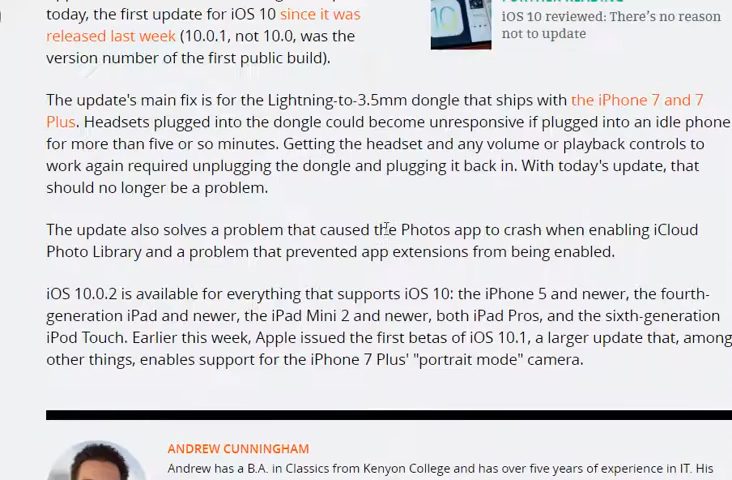 today, the first update for iOS 10 since it was
released last week (10.0.1, not 10.0, was the
version number of the first public build).
iOS 10 reviewed: There's no reason
not to update
The update's main fix is for the Lightning-to-3.5mm dongle that ships with the iPhone 7 and 7
Plus. Headsets plugged into the dongle could become unresponsive if plugged into an idle phone
for more than five or so minutes. Getting the headset and any volume or playback controls to
work again required unplugging the dongle and plugging it back in. With today's update, that
should no longer be a problem.
The update also solves a problem that caused the Photos app to crash when enabling iCloud
Photo Library and a problem that prevented app extensions from being enabled.
iOS 10.0.2 is available for everything that supports iOS 10: the iPhone 5 and newer, the fourth-
generation iPad and newer, the iPad Mini 2 and newer, both iPad Pros, and the sixth-generation
iPod Touch. Earlier this week, Apple issued the first betas of iOS 10.1, a larger update that, among
other things, enables support for the iPhone 7 Plus' "portrait mode" camera.
ANDREW CUNNINGHAM
Andrew has a B.A. in Classics from Kenyon College and has over five years of experience in IT. His